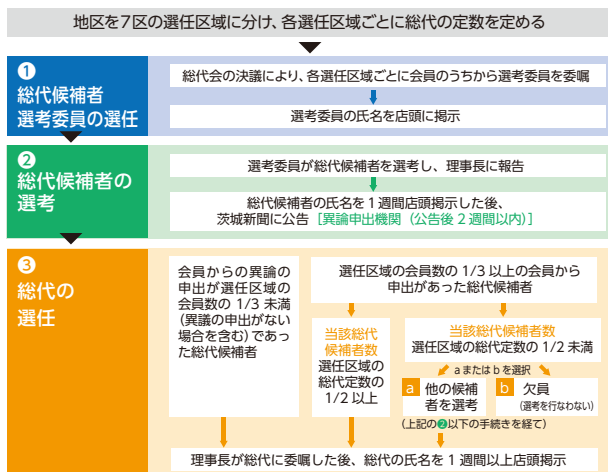 地区を7区の選任区域に分け、各選任区域ごとに総代の定数を定める
❶
総代候補者
選考委員の選任
総代会の決議により、各選任区域ごとに会員のうちから選考委員を委嘱
選考委員の氏名を店頭に掲示
❷
総代候補者の
選考
選考委員が総代候補者を選考し、理事長に報告
総代候補者の氏名を1週間店頭掲示した後、
茨城新聞に公告［異論申出機関（公告後2週間以内）］
❸
総代の
選任
会員からの異論の
申出が選任区域の
会員数の1/3未満
(異議の申出がない
場合を含む)であっ
た総代候補者
選任区域の会員数の1/3以上の会員から
申出があった総代候補者
当該総代
候補者数
選任区域の
総代定数の
1/2以上
当該総代候補者数
選任区域の総代定数の1/2未満
aまたはbを選択
a 他の候補
者を選考
b 欠員
(選考を行なわない)
(上記の❷以下の手続きを経て)
理事長が総代に委嘱した後、総代の氏名を1週間以上店頭掲示